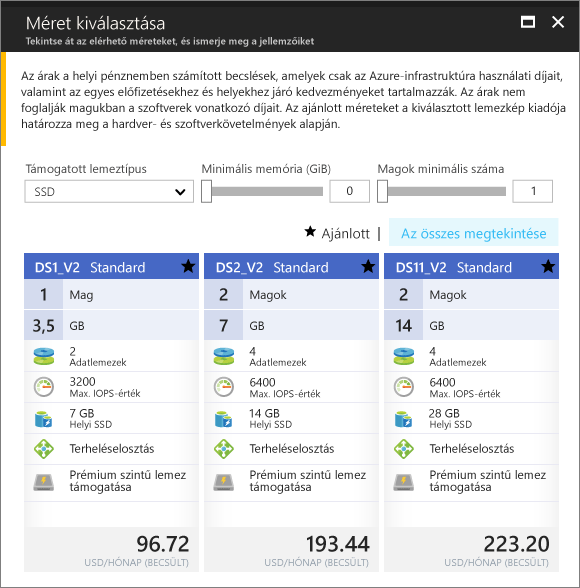 Méret kiválasztása
Tekintse át az elérhető méreteket, és ismerje meg a jellemzőiket
Az árak a helyi pénznemben számított becslések, amelyek csak az Azure-infrastruktúra használati díjait,
valamint az egyes előfizetésekhez és helyekhez járó kedvezményeket tartalmazzák. Az árak nem
foglalják magukban a szoftverek vonatkozó díjait. Az ajánlott méreteket a kiválasztott lemezkép kiadója
határozza meg a hardver- és szoftverkövetelmények alapján.
Támogatott lemeztípus
Minimális memória (GiB)
Magok minimális száma
SSD
0
1
★ Ajánlott |
Az összes megtekintése
DS1_V2 Standard ★
1 Mag
3,5 GB
2
Adatlemezek
3200
Max. IOPS-érték
7 GB
Helyi SSD
Terheléselosztás
Prémium szintű lemez
támogatása
96.72
USD/HÓNAP (BECSÜLT)
DS2_V2 Standard ★
2 Magok
7 GB
4
Adatlemezek
6400
Max. IOPS-érték
14 GB
Helyi SSD
Terheléselosztás
Prémium szintű lemez
támogatása
193.44
USD/HÓNAP (BECSÜLT)
DS11_V2 Standard ★
2 Magok
14 GB
4
Adatlemezek
6400
Max. IOPS-érték
28 GB
Helyi SSD
Terheléselosztás
Prémium szintű lemez
támogatása
223.20
USD/HÓNAP (BECSÜLT)